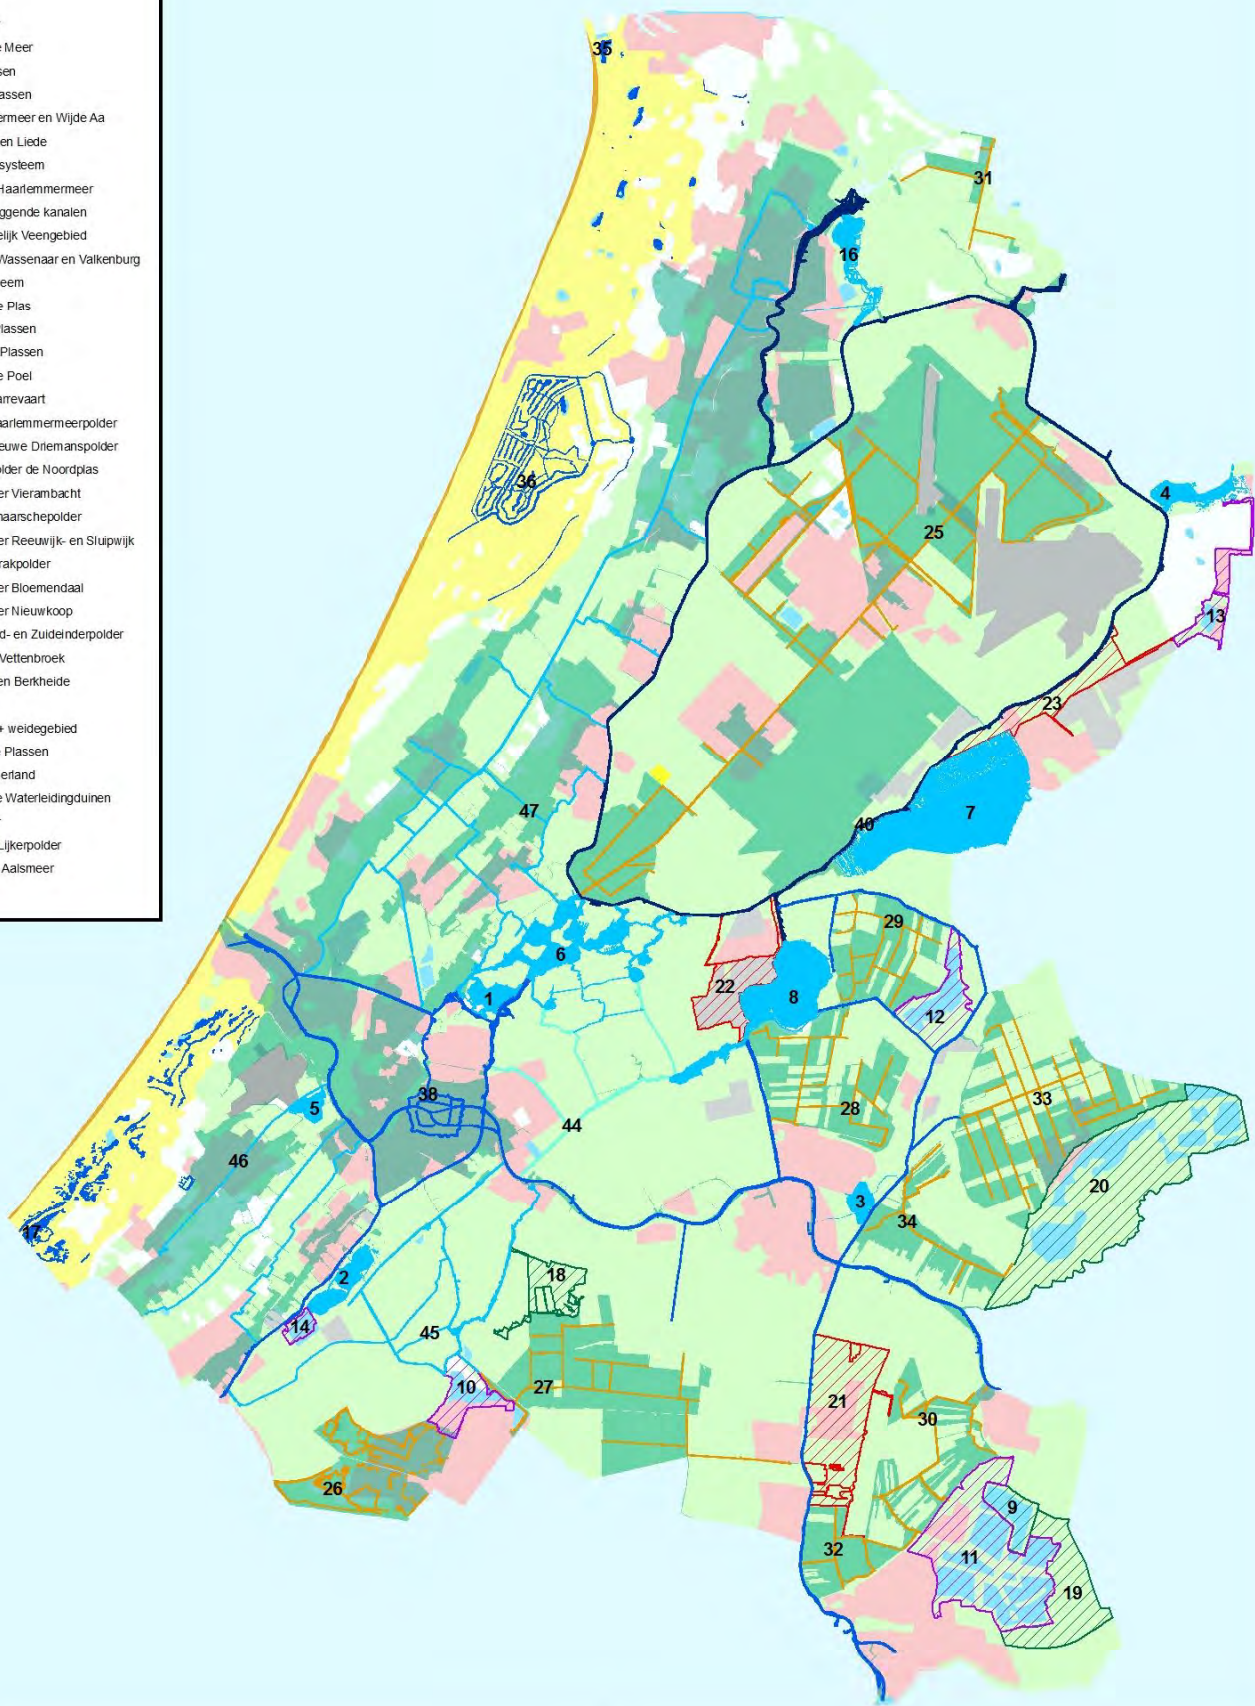 e Meer
sen
assen
ermeer en Wijde Aa
en Liede
systeem
Haarlemmermeer
ggende kanalen
elijk Veengebied
Wassenaar en Valkenburg
eem
e Plas
Plassen
Plassen
e Poel
arrevaart
aarlemmermeerpolder
euwe Driemanspolder
older de Noordplas
er Vierambacht
naarschepolder
er Reeuwijk- en Sluipwijk
rakpolder
er Bloemendaal
er Nieuwkoop
d- en Zuideinderpolder
Vettenbroek
en Berkheide
+ weidegebied
e Plassen
erland
e Waterleidingduinen
Lijkerpolder
Aalsmeer
35
31
16
36
4
25
13
23
47
7
40
6
29
1
22
8
12
38
5
28
33
44
46
20
3
34
17
18
2
14
45
10
27
21
30
26
9
32
11
19